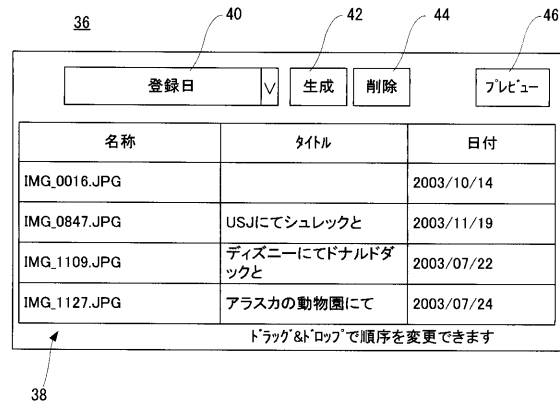 36
40
42
44
46
登録日 ∨ 生成 削除 ﾌﾟﾚﾋﾞｭｰ
名称 ﾀｲﾄﾙ 日付
IMG_0016.JPG 2003/10/14
IMG_0847.JPG USJにてシュレックと 2003/11/19
IMG_1109.JPG ディズニーにてドナルドダ
ックと 2003/07/22
IMG_1127.JPG アラスカの動物園にて 2003/07/24
ﾄﾞﾗｯｸﾞ&ﾄﾞﾛｯﾌﾟで順序を変更できます
38